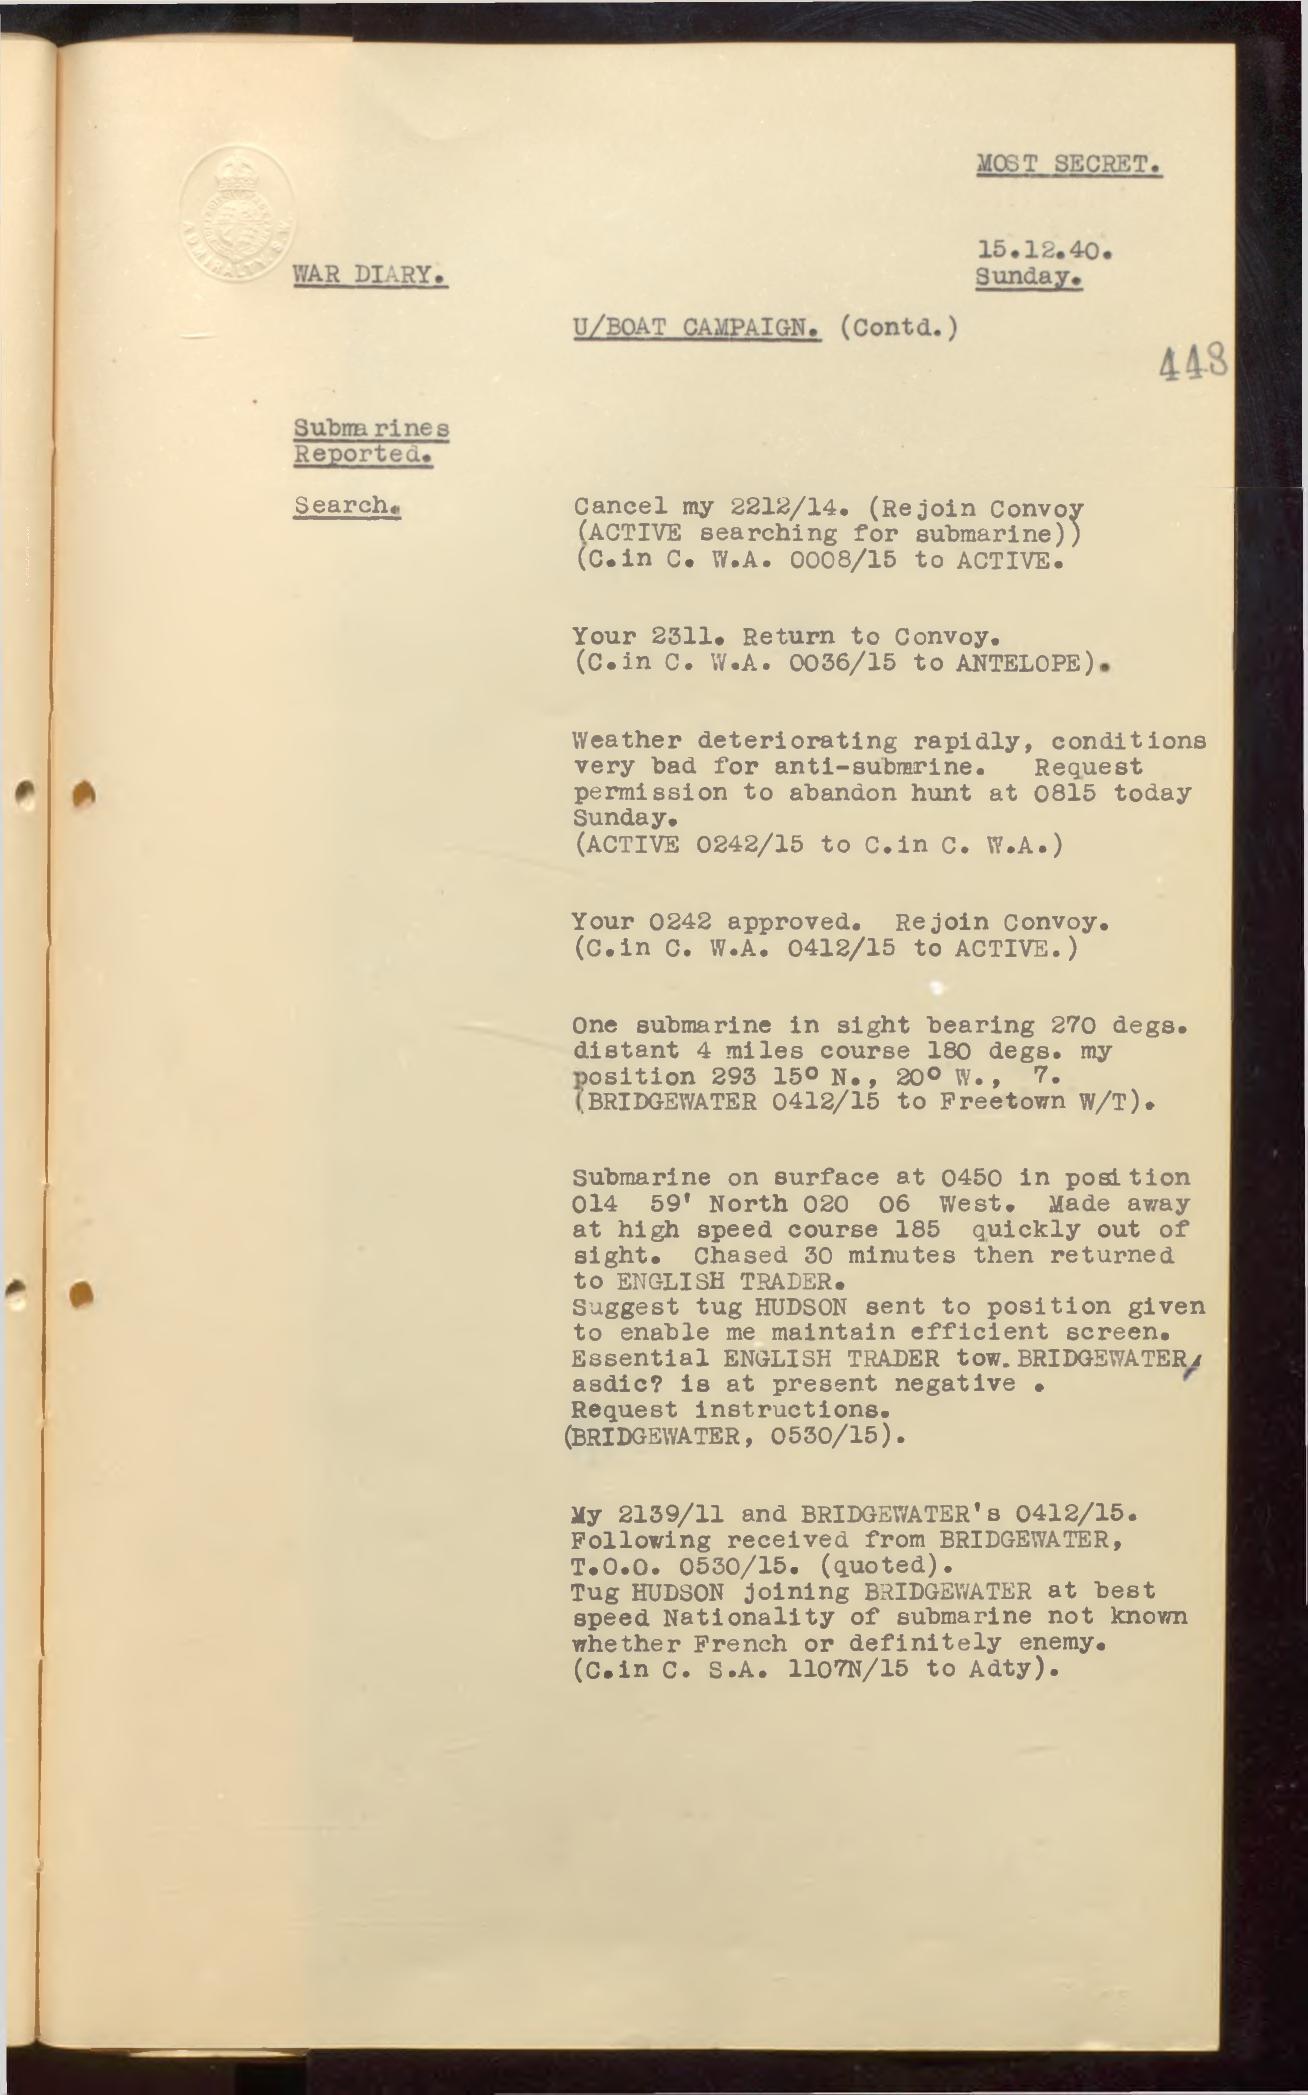 MOST SECRET.
ADMIRALTY. S.W.
15.12.40.
WAR DIARY.
Sunday.
U/BOAT CAMPAIGN. (Contd.)
448
Submarines
Reported.
Search.
Cancel my 2212/14. (Rejoin Convoy
(ACTIVE searching for submarine))
(C.in C. W.A. 0008/15 to ACTIVE.
Your 2311. Return to Convoy.
(C.in C. W.A. 0036/15 to ANTELOPE).
Weather deteriorating rapidly, conditions
very bad for anti-submrine. Request
permission to abandon hunt at 0815 today
Sunday.
(ACTIVE 0242/15 to C.in C. W.A.)
Your 0242 approved. Rejoin Convoy.
(C.in C. W.A. 0412/15 to ACTIVE.)
One submarine in sight bearing 270 degs.
distant 4 miles course 180 degs. my
position 293 15° N., 20° W., 7.
(BRIDGEWATER 0412/15 to Freetown W/T).
Submarine on surface at 0450 in position
014 59' North 020 06 West. Made away
at high speed course 185 quickly out of
sight. Chased 30 minutes then returned
to ENGLISH TRADER.
Suggest tug HUDSON sent to position given
to enable me maintain efficient screen.
Essential ENGLISH TRADER tow. BRIDGEWATER,
asdic? is at present negative .
Request instructions.
(BRIDGEWATER, 0530/15).
My 2139/11 and BRIDGEWATER's 0412/15.
Following received from BRIDGEWATER,
T.O.O. 0530/15. (quoted).
Tug HUDSON joining BRIDGEWATER at best
speed Nationality of submarine not known
whether French or definitely enemy.
(C.in C. S.A. 1107N/15 to Adty).